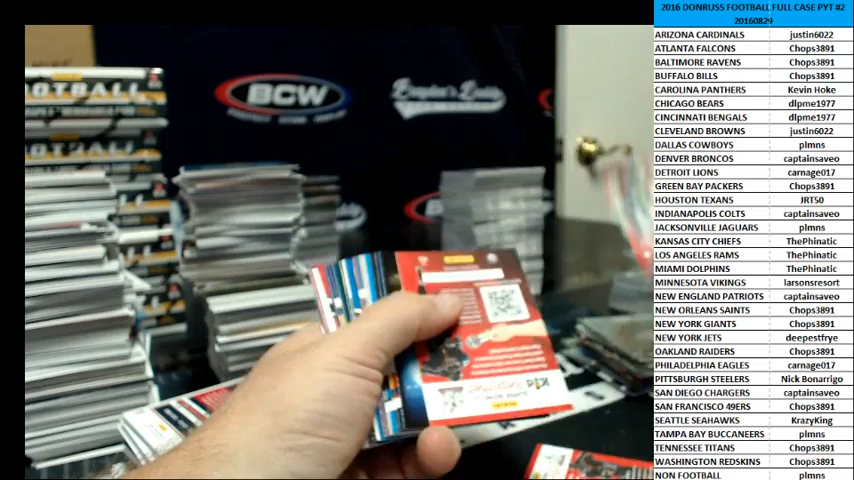 2016 DONRUSS FOOTBALL FULL CASE PYT #2
20160829
ARIZONA CARDINALS justin6022
ATLANTA FALCONS Chops3891
BALTIMORE RAVENS Chops3891
BUFFALO BILLS Chops3891
CAROLINA PANTHERS Kevin Hoke
CHICAGO BEARS dlpme1977
CINCINNATI BENGALS dlpme1977
CLEVELAND BROWNS justin6022
DALLAS COWBOYS plmns
DENVER BRONCOS captainsaveo
DETROIT LIONS carnage017
GREEN BAY PACKERS Chops3891
HOUSTON TEXANS JRT50
INDIANAPOLIS COLTS captainsaveo
JACKSONVILLE JAGUARS plmns
KANSAS CITY CHIEFS ThePhinatic
LOS ANGELES RAMS ThePhinatic
MIAMI DOLPHINS ThePhinatic
MINNESOTA VIKINGS larsonsresort
NEW ENGLAND PATRIOTS captainsaveo
NEW ORLEANS SAINTS Chops3891
NEW YORK GIANTS Chops3891
NEW YORK JETS deepestfrye
OAKLAND RAIDERS Chops3891
PHILADELPHIA EAGLES carnage017
PITTSBURGH STEELERS Nick Bonarrigo
SAN DIEGO CHARGERS captainsaveo
SAN FRANCISCO 49ERS Chops3891
SEATTLE SEAHAWKS KrazyKing
TAMPA BAY BUCCANEERS plmns
TENNESSEE TITANS Chops3891
WASHINGTON REDSKINS Chops3891
NON FOOTBALL plmns
BCW